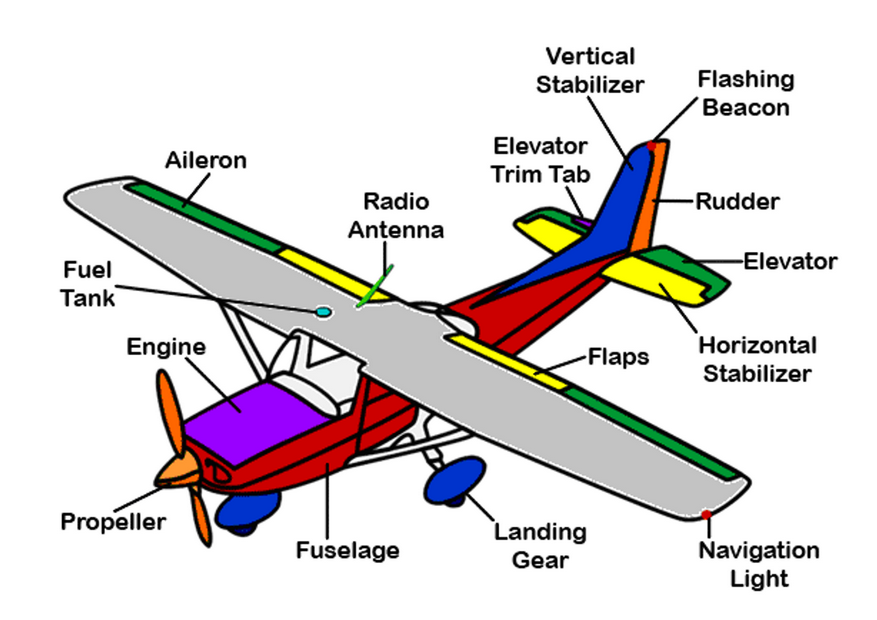 Vertical
Stabilizer
Flashing
Beacon
Elevator
Trim Tab
Aileron
Radio
Antenna
Rudder
Fuel
Tank
Elevator
Engine
Flaps
Horizontal
Stabilizer
Propeller
Fuselage
Landing
Gear
Navigation
Light